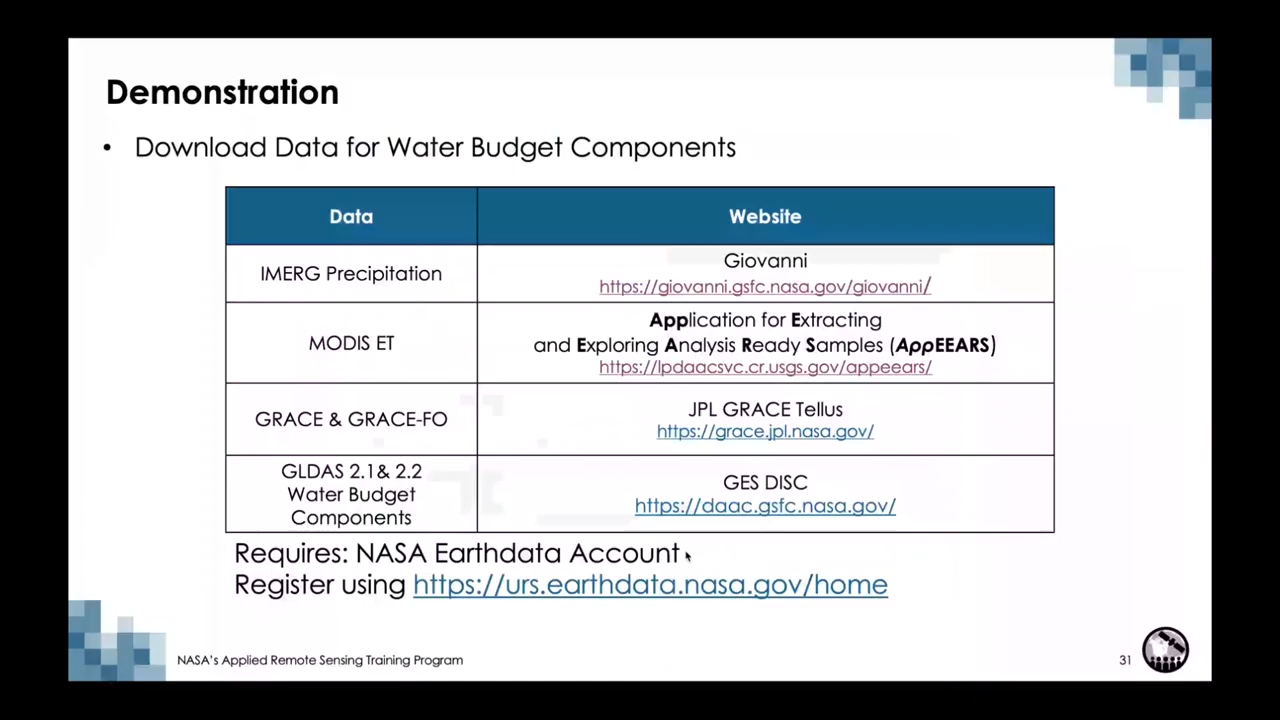 Demonstration
• Download Data for Water Budget Components
Data
Website
IMERG Precipitation
Giovanni
https://giovanni.gsfc.nasa.gov/giovanni/
MODIS ET
Application for Extracting
and Exploring Analysis Ready Samples (AρρEEARS)
https://lpdaacsvc.cr.usgs.gov/appeears/
GRACE & GRACE-FO
JPL GRACE Tellus
https://grace.jpl.nasa.gov/
GLDAS 2.1& 2.2
Water Budget
Components
GES DISC
https://daac.gsfc.nasa.gov/
Requires: NASA Earthdata Account
Register using https://urs.earthdata.nasa.gov/home
NASA's Applied Remote Sensing Training Program
31